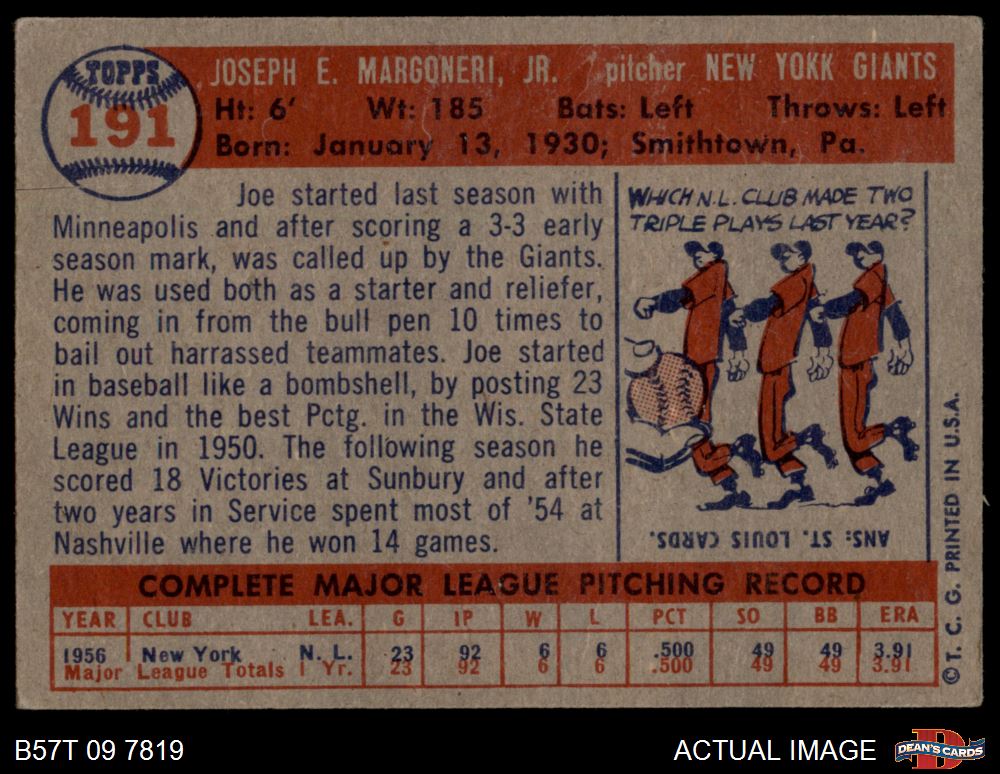 TOPPS
191
JOSEPH E. MARGONERI, JR. pitcher NEW YORK GIANTS
Ht: 6' Wt: 185 Bats: Left Throws: Left
Born: January 13, 1930; Smithtown, Pa.
Joe started last season with
Minneapolis and after scoring a 3-3 early
season mark, was called up by the Giants.
He was used both as a starter and reliefer,
coming in from the bull pen 10 times to
bail out harrassed teammates. Joe started
in baseball like a bombshell, by posting 23
Wins and the best Pctg. in the Wis. State
League in 1950. The following season he
scored 18 Victories at Sunbury and after
two years in Service spent most of '54 at
Nashville where he won 14 games.
WHICH N.L. CLUB MADE TWO
TRIPLE PLAYS LAST YEAR?
ANS: ST. LOUIS CARDS.
COMPLETE MAJOR LEAGUE PITCHING RECORD
YEAR CLUB LEA. G IP W L PCT SO BB ERA
1956 New York N. L. 23 92 6 6 .500 49 49 3.91
Major League Totals 1 Yr. 23 92 6 6 .500 49 49 3.91
© T. C. G. PRINTED IN U.S.A.
B57T 09 7819 ACTUAL IMAGE
DEAN'S CARDS